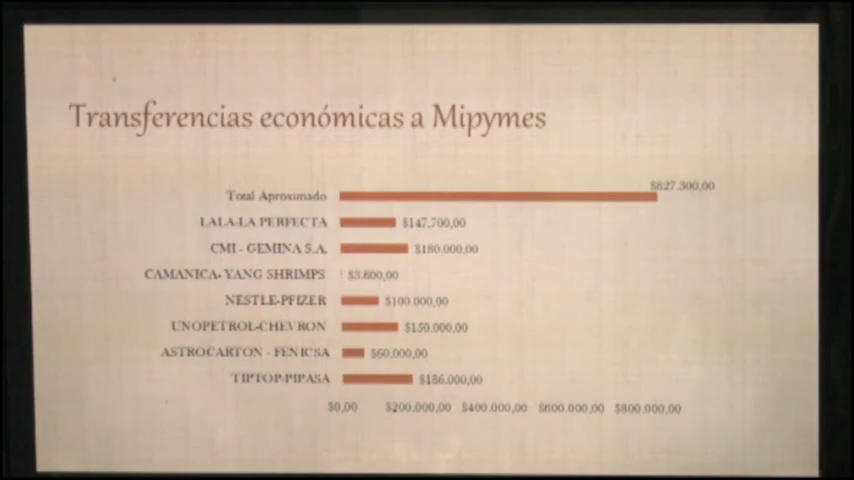 Transferencias económicas a Mipymes
$827.300,00
Total Aproximado
LALA-LA PERFECTA $147.700,00
CMI - GEMINA S.A. $180.000,00
CAMANICA- YANG SHRIMPS $3.600,00
NESTLE-PFIZER $100.000,00
UNOPETROL-CHEVRON $150.000,00
ASTROCARTON - FENICSA $60.000,00
TIPTOP-PIPASA $186.000,00
$0,00 $200.000,00 $400.000,00 $600.000,00 $800.000,00